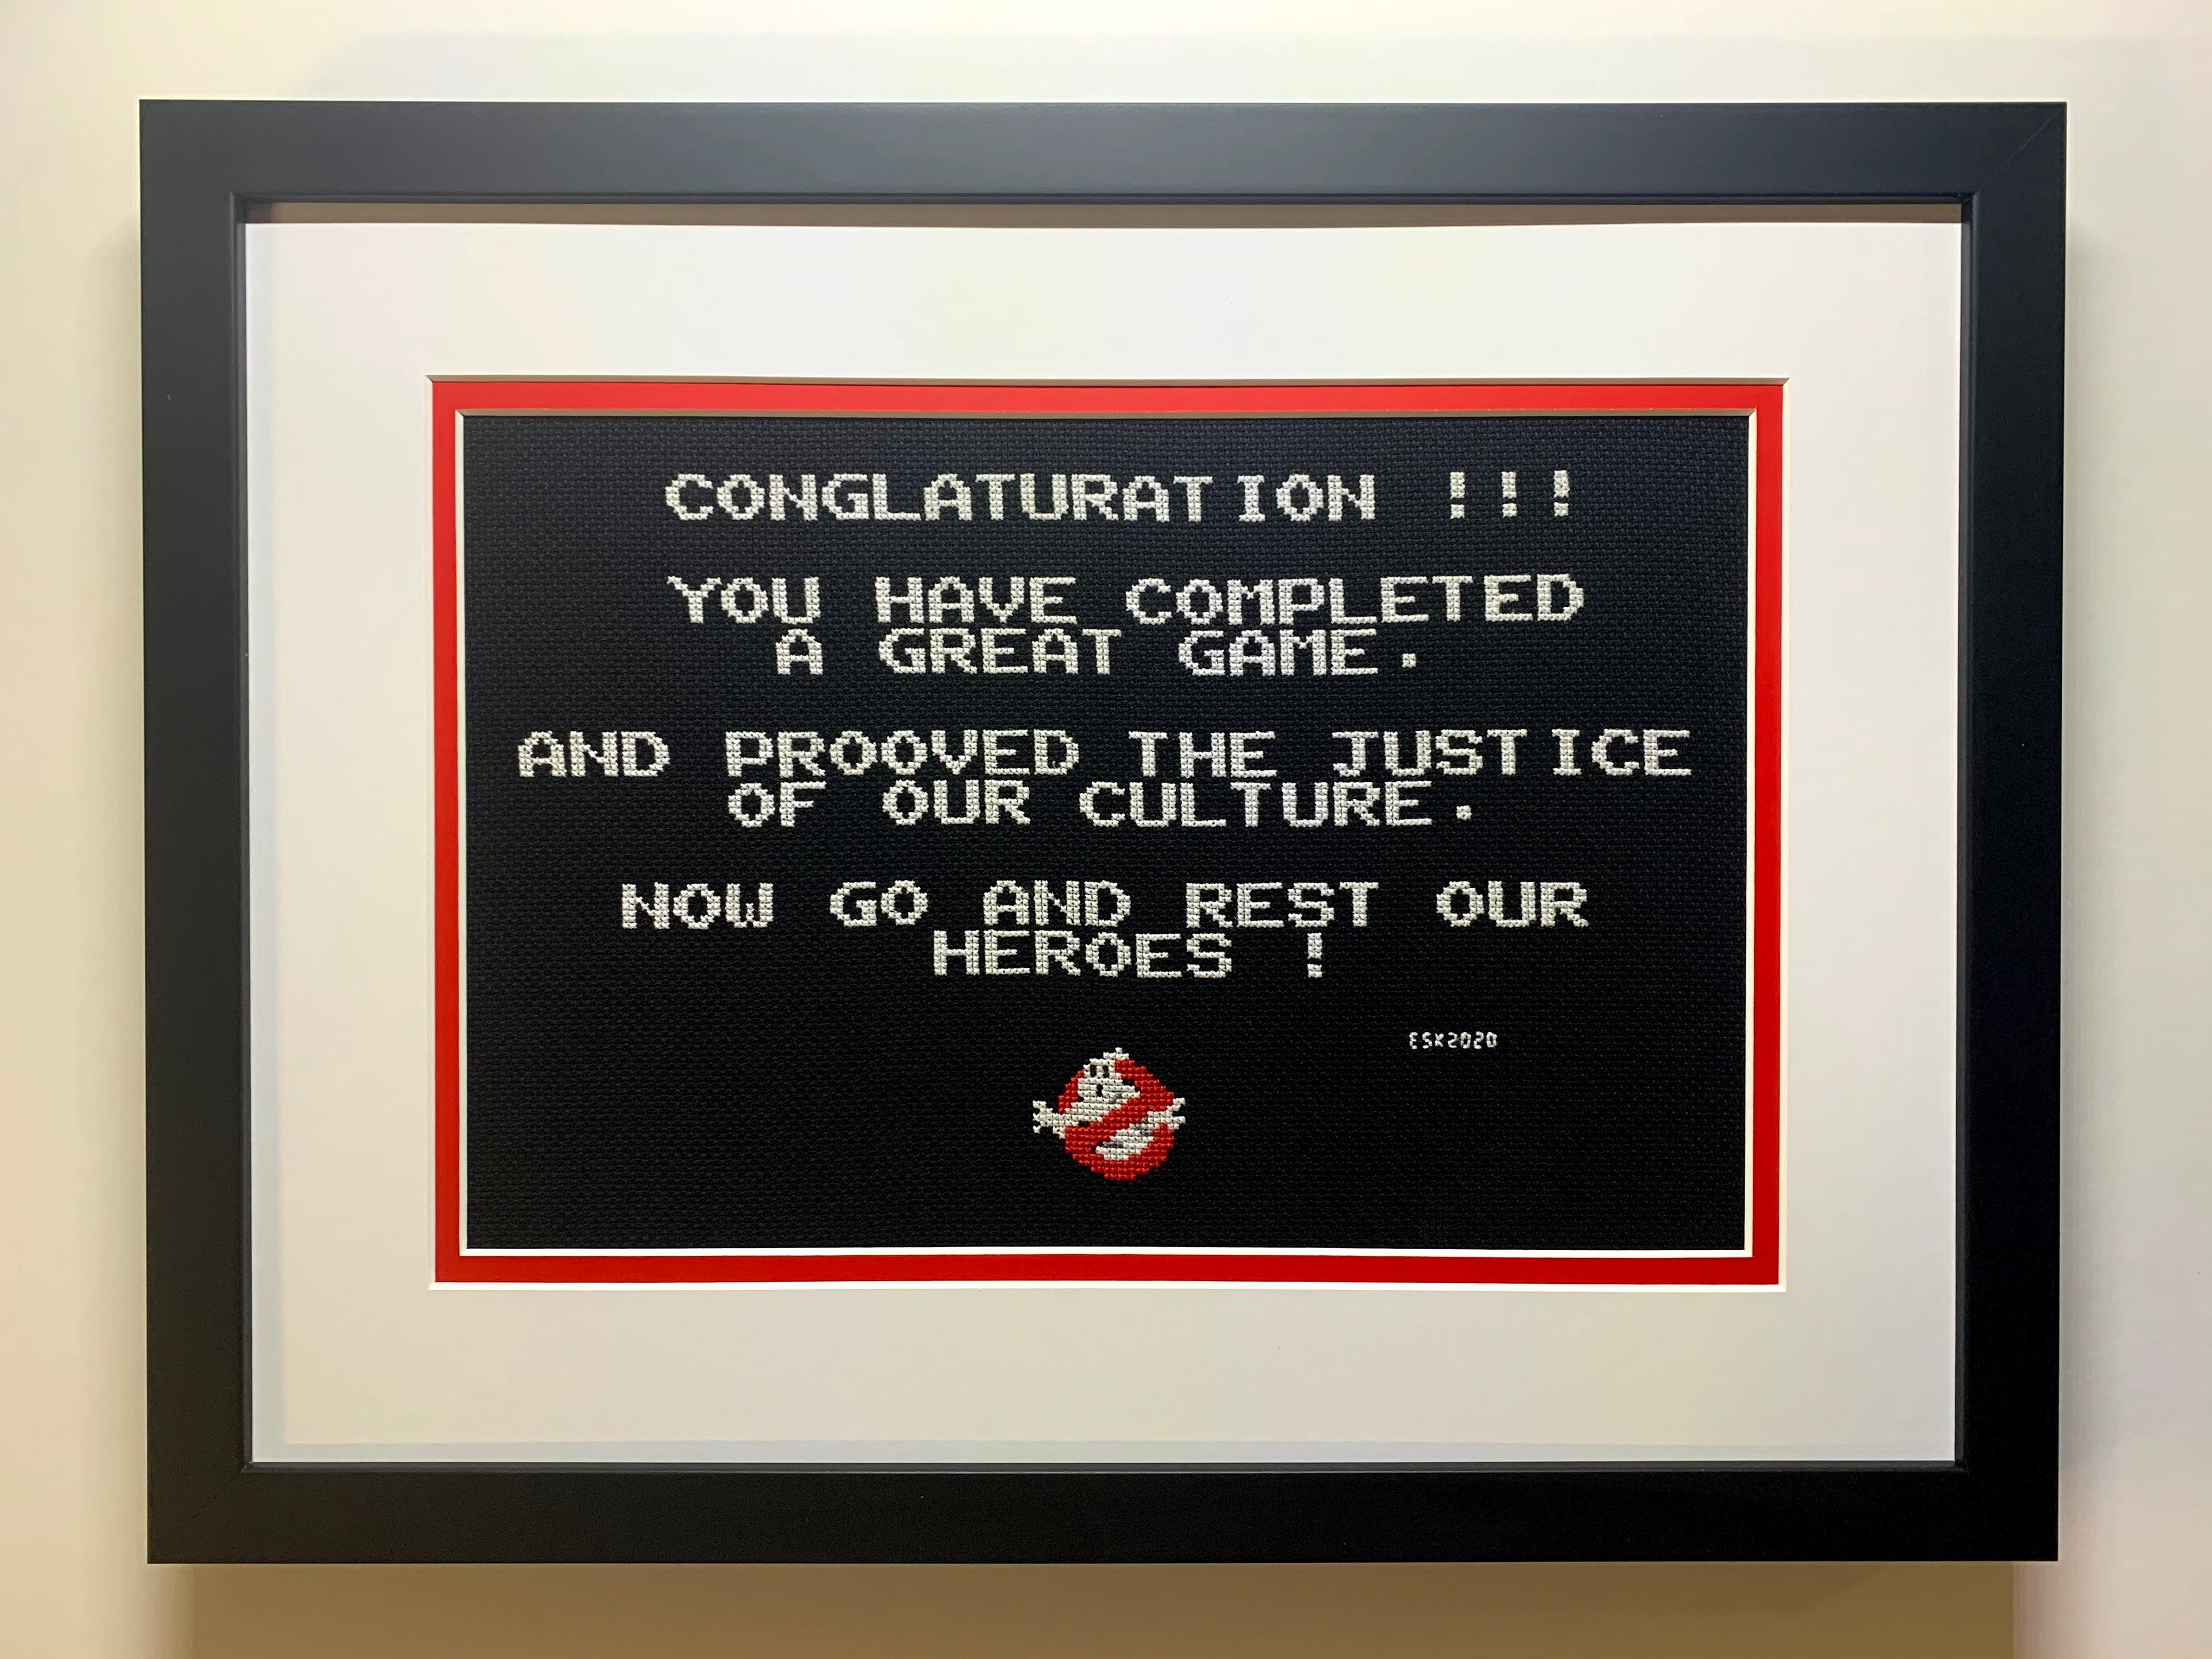 CONGLATURATION !!!
YOU HAVE COMPLETED
A GREAT GAME.
AND PROOVED THE JUSTICE
OF OUR CULTURE.
NOW GO AND REST OUR
HEROES !
ESK2020